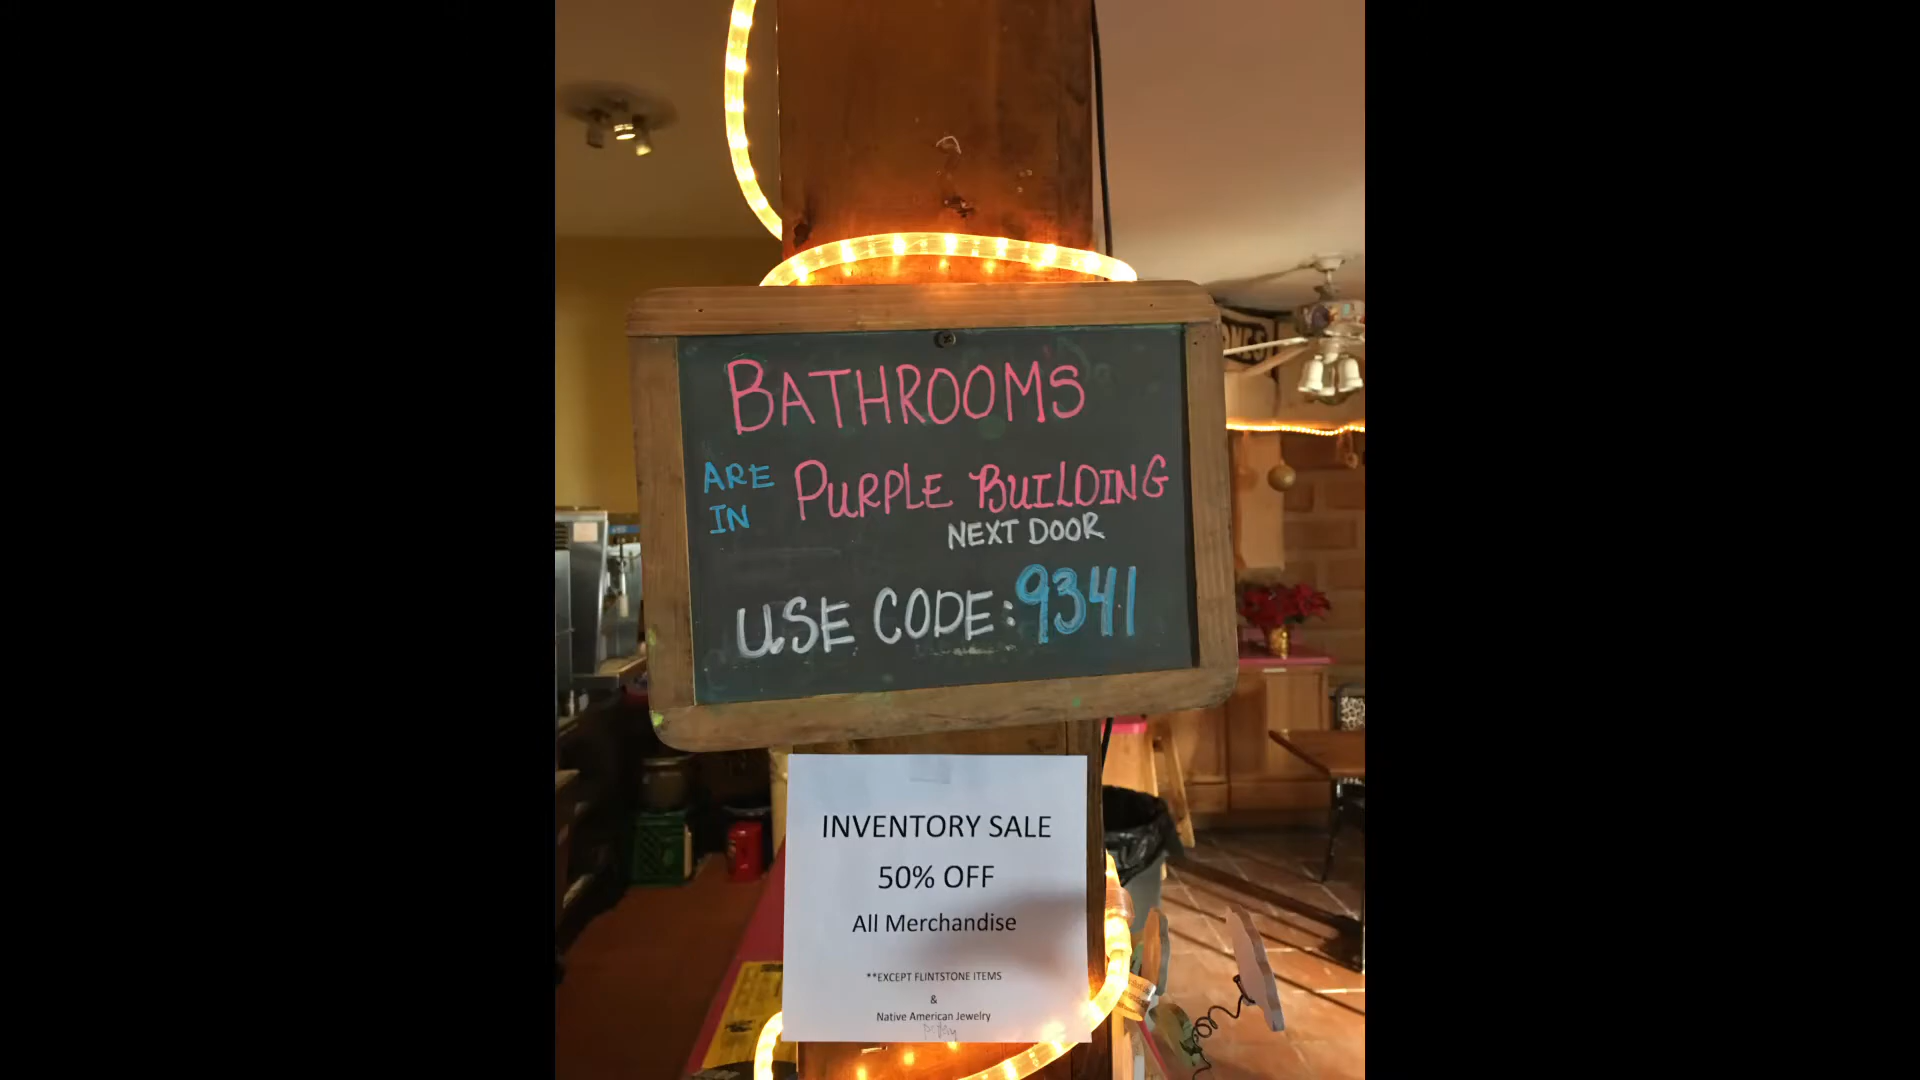 BATHROOMS
ARE IN PURPLE BUILDING
NEXT DOOR
USE CODE: 9341
INVENTORY SALE
50% OFF
All Merchandise
**EXCEPT FLINTSTONE ITEMS
&
Native American Jewelry